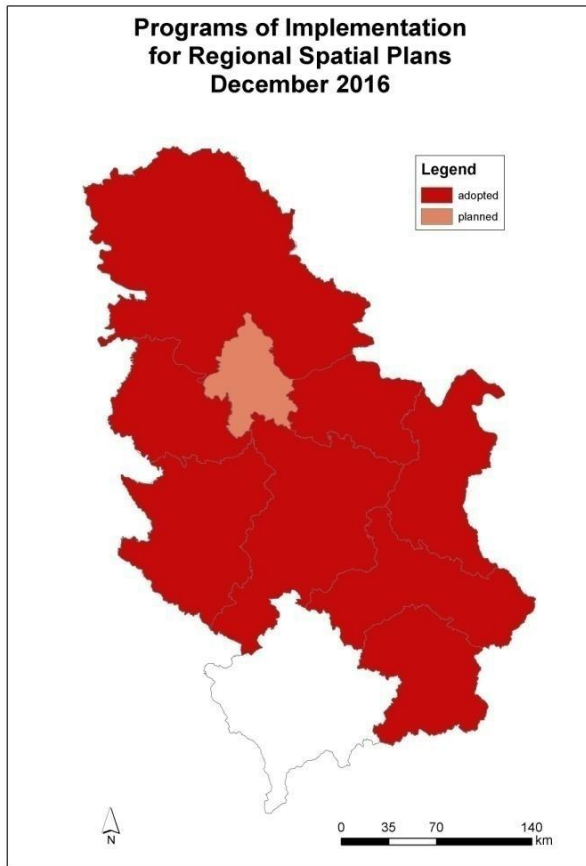 Programs of Implementation
for Regional Spatial Plans
December 2016
Legend
adopted
planned
N
0 35 70 140
km